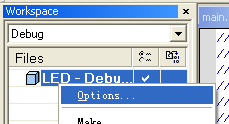 Workspace
main.
Debug
Files
LED - Debu...
Options...
Make